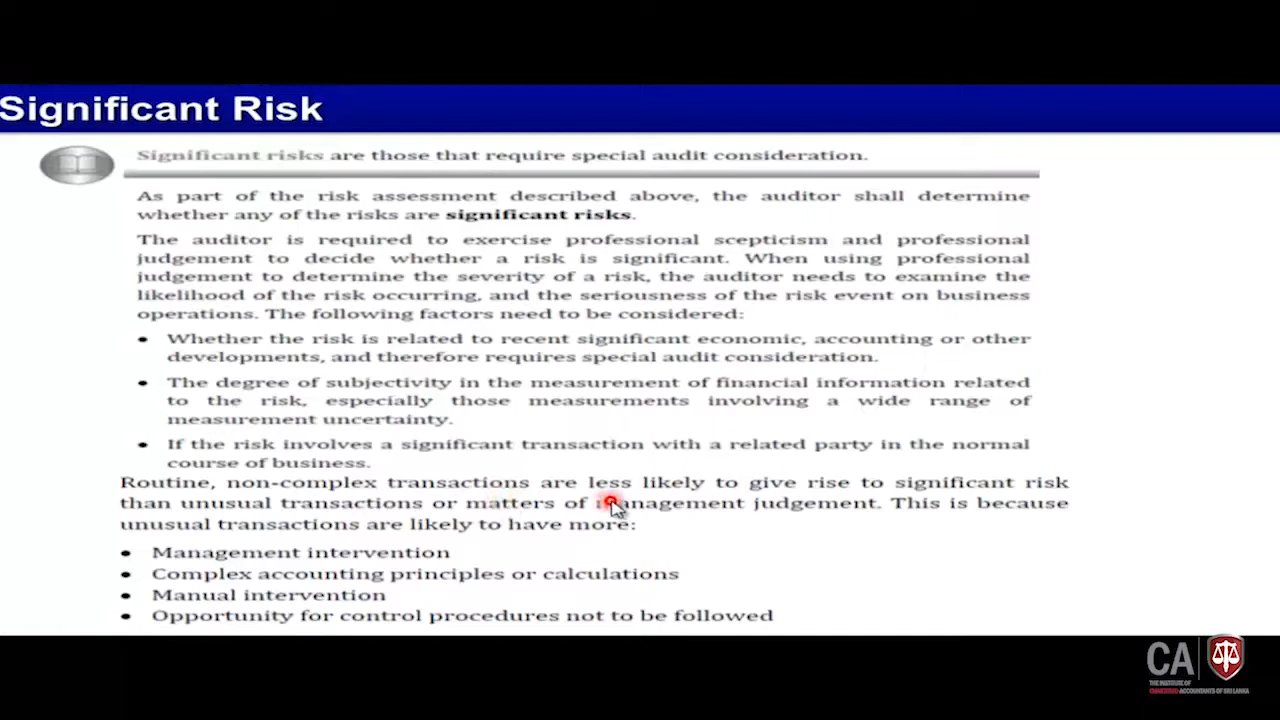 Significant Risk
Significant risks are those that require special audit consideration.
As part of the risk assessment described above, the auditor shall determine
whether any of the risks are significant risks.
The auditor is required to exercise professional scepticism and professional
judgement to decide whether a risk is significant. When using professional
judgement to determine the severity of a risk, the auditor needs to examine the
likelihood of the risk occurring, and the seriousness of the risk event on business
operations. The following factors need to be considered:
• Whether the risk is related to recent significant economic, accounting or other
developments, and therefore requires special audit consideration.
• The degree of subjectivity in the measurement of financial information related
to the risk, especially those measurements involving a wide range of
measurement uncertainty.
• If the risk involves a significant transaction with a related party in the normal
course of business.
Routine, non-complex transactions are less likely to give rise to significant risk
than unusual transactions or matters of management judgement. This is because
unusual transactions are likely to have more:
• Management intervention
• Complex accounting principles or calculations
• Manual intervention
• Opportunity for control procedures not to be followed
CA
THE INSTITUTE OF
CHARTERED ACCOUNTANTS OF SRI LANKA